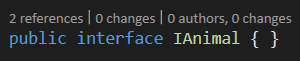 2 references | 0 changes | 0 authors, 0 changes
public interface IAnimal { }